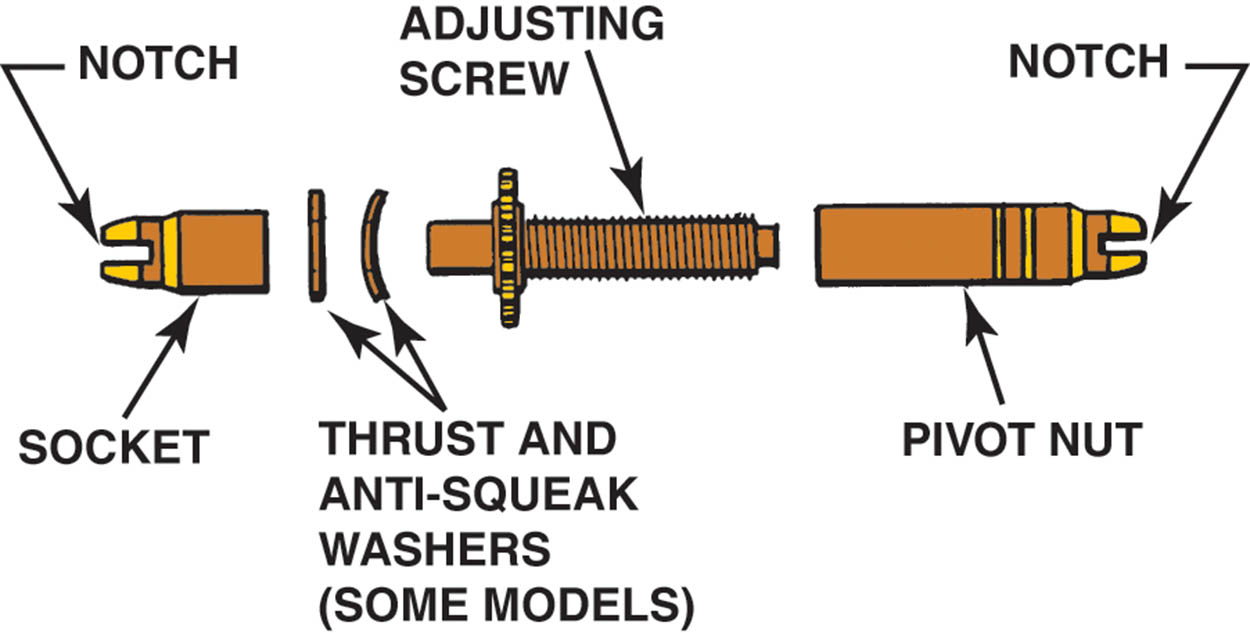 NOTCH
ADJUSTING
SCREW
NOTCH
SOCKET
THRUST AND
ANTI-SQUEAK
WASHERS
(SOME MODELS)
PIVOT NUT